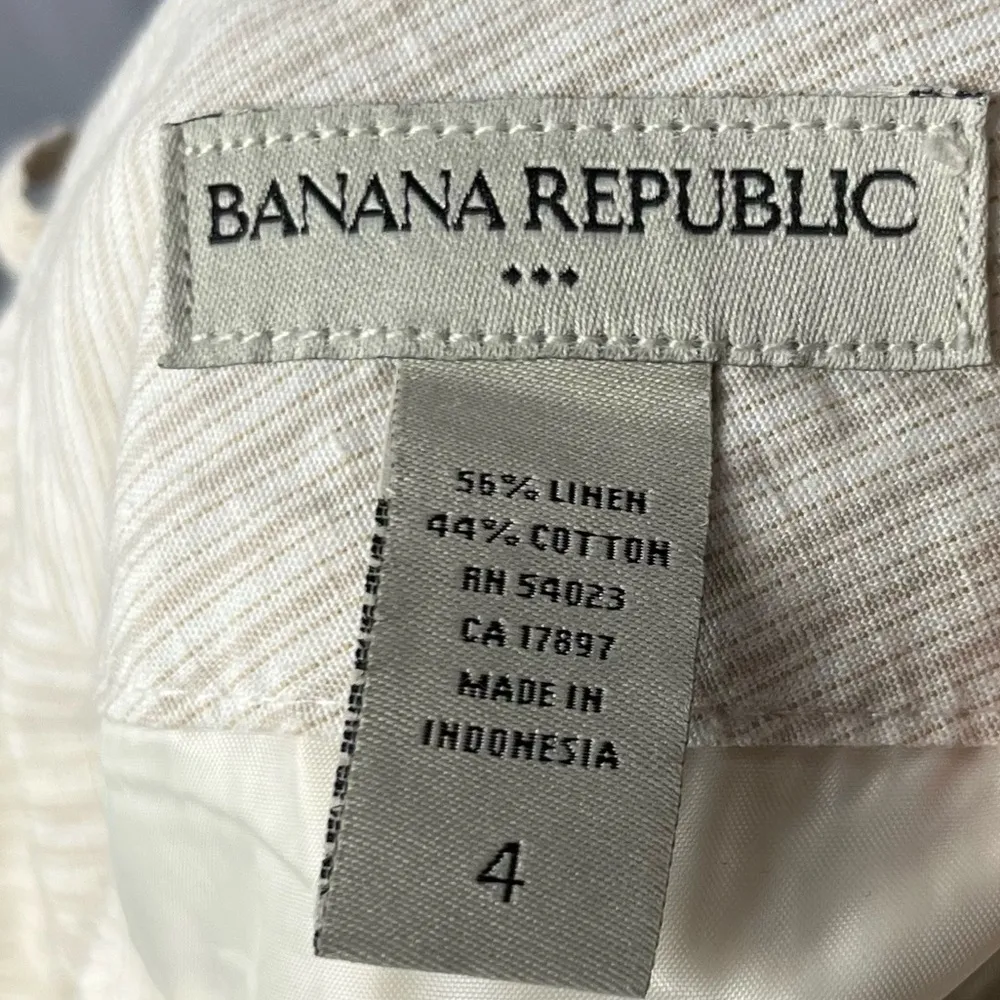 BANANA REPUBLIC
56% LINEN
44% COTTON
RN 54023
CA 17897
MADE IN
INDONESIA
4